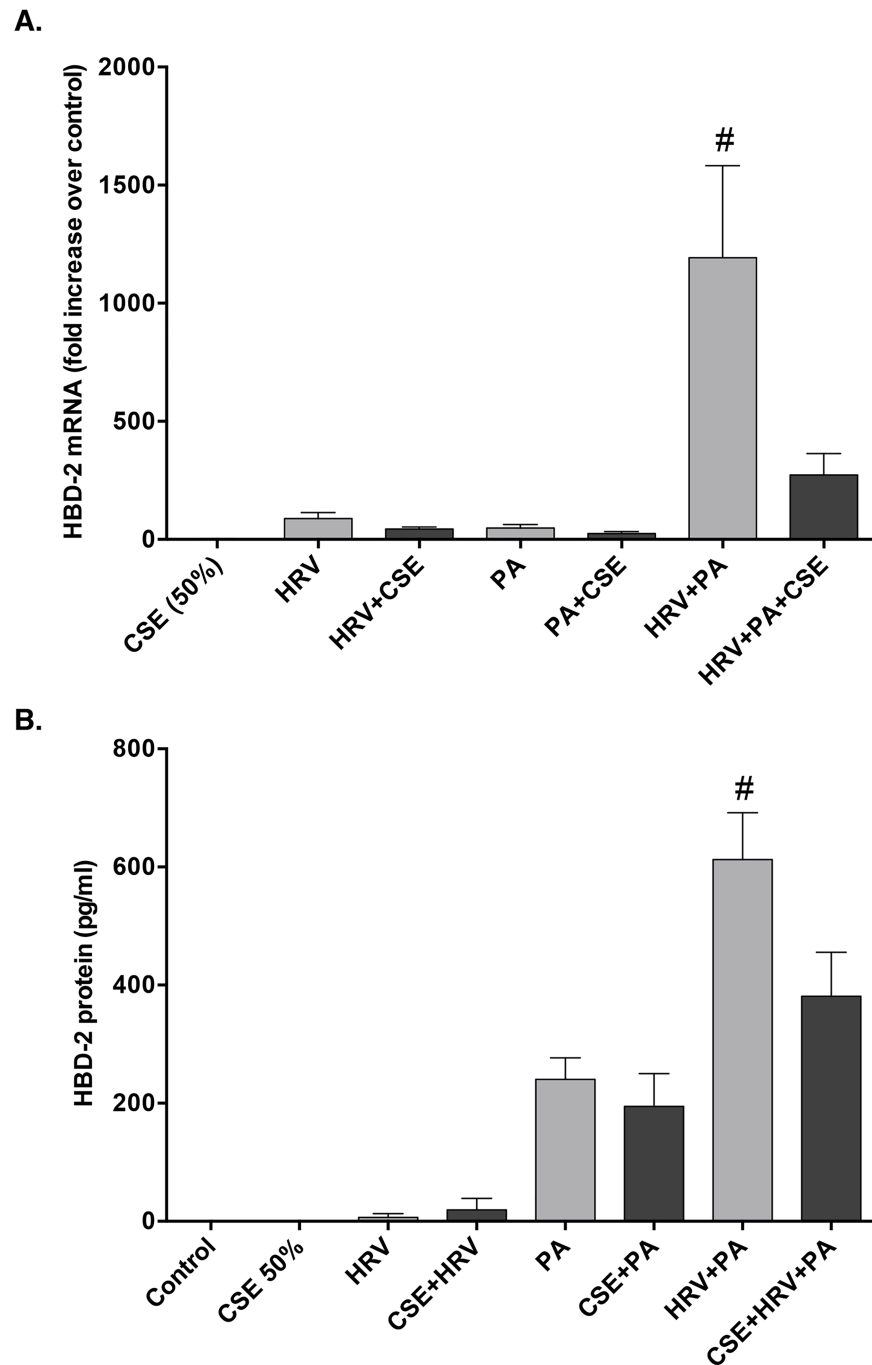 A.
HBD-2 mRNA (fold increase over control)
2000
1500
1000
500
0
#
CSE (50%)
HRV
HRV+CSE
PA
PA+CSE
HRV+PA
HRV+PA+CSE
B.
HBD-2 protein (pg/ml)
800
600
400
200
0
#
Control
CSE 50%
HRV
CSE+HRV
PA
CSE+PA
HRV+PA
CSE+HRV+PA